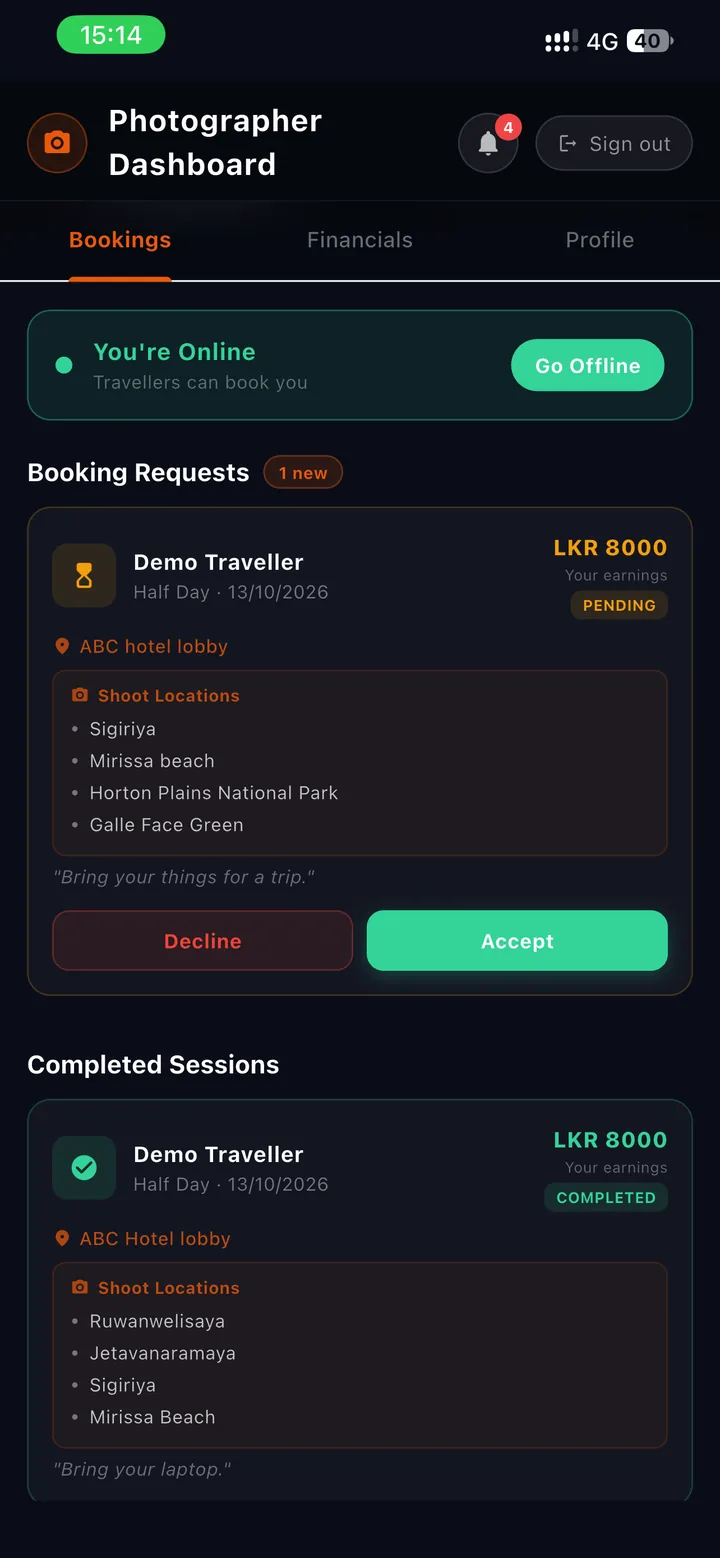 15:14
4G 40
Photographer
Dashboard
4
Sign out
Bookings Financials Profile
You're Online
Travellers can book you
Go Offline
Booking Requests 1 new
Demo Traveller
Half Day · 13/10/2026
LKR 8000
Your earnings
PENDING
ABC hotel lobby
Shoot Locations
• Sigiriya
• Mirissa beach
• Horton Plains National Park
• Galle Face Green
"Bring your things for a trip."
Decline Accept
Completed Sessions
Demo Traveller
Half Day · 13/10/2026
LKR 8000
Your earnings
COMPLETED
ABC Hotel lobby
Shoot Locations
• Ruwanwelisaya
• Jetavanaramaya
• Sigiriya
• Mirissa Beach
"Bring your laptop."